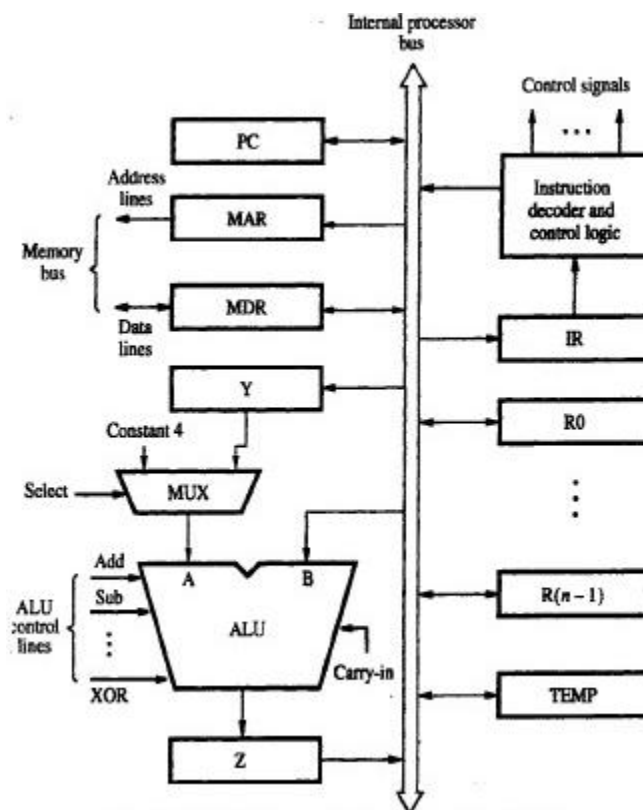 Internal processor
bus
Control signals
...
PC
Address
lines
MAR
Instruction
decoder and
control logic
Memory
bus
MDR
Data
lines
IR
Y
Constant 4
R0
Select
MUX
Add
A
B
Sub
ALU
control
lines
ALU
R(n − 1)
XOR
Carry-in
TEMP
Z